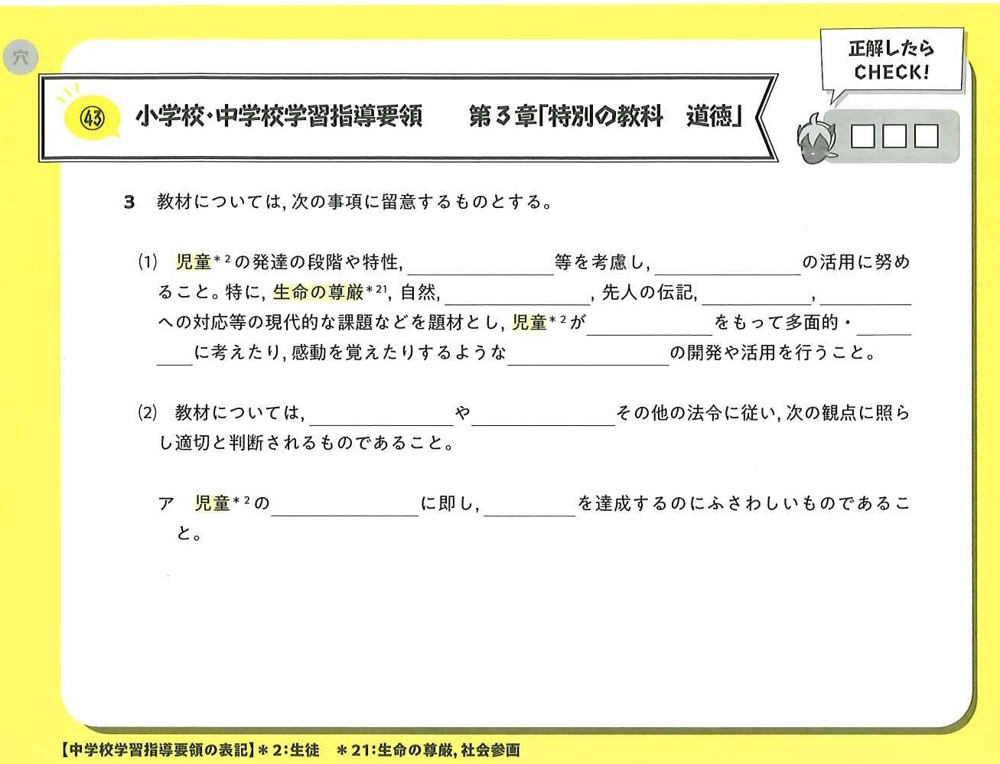 穴
正解したら
CHECK!
㊸ 小学校・中学校学習指導要領　第3章「特別の教科　道徳」
3　教材については,次の事項に留意するものとする。
(1)　児童*2の発達の段階や特性,________等を考慮し,________の活用に努め
ること。特に,生命の尊厳*21,自然,________,先人の伝記,______,_____
への対応等の現代的な課題などを題材とし,児童*2が_______をもって多面的・___
__に考えたり,感動を覚えたりするような_________の開発や活用を行うこと。
(2)　教材については,________や________その他の法令に従い,次の観点に照ら
し適切と判断されるものであること。
ア　児童*2の________に即し,_____を達成するのにふさわしいものであるこ
と。
【中学校学習指導要領の表記】*2:生徒　*21:生命の尊厳,社会参画